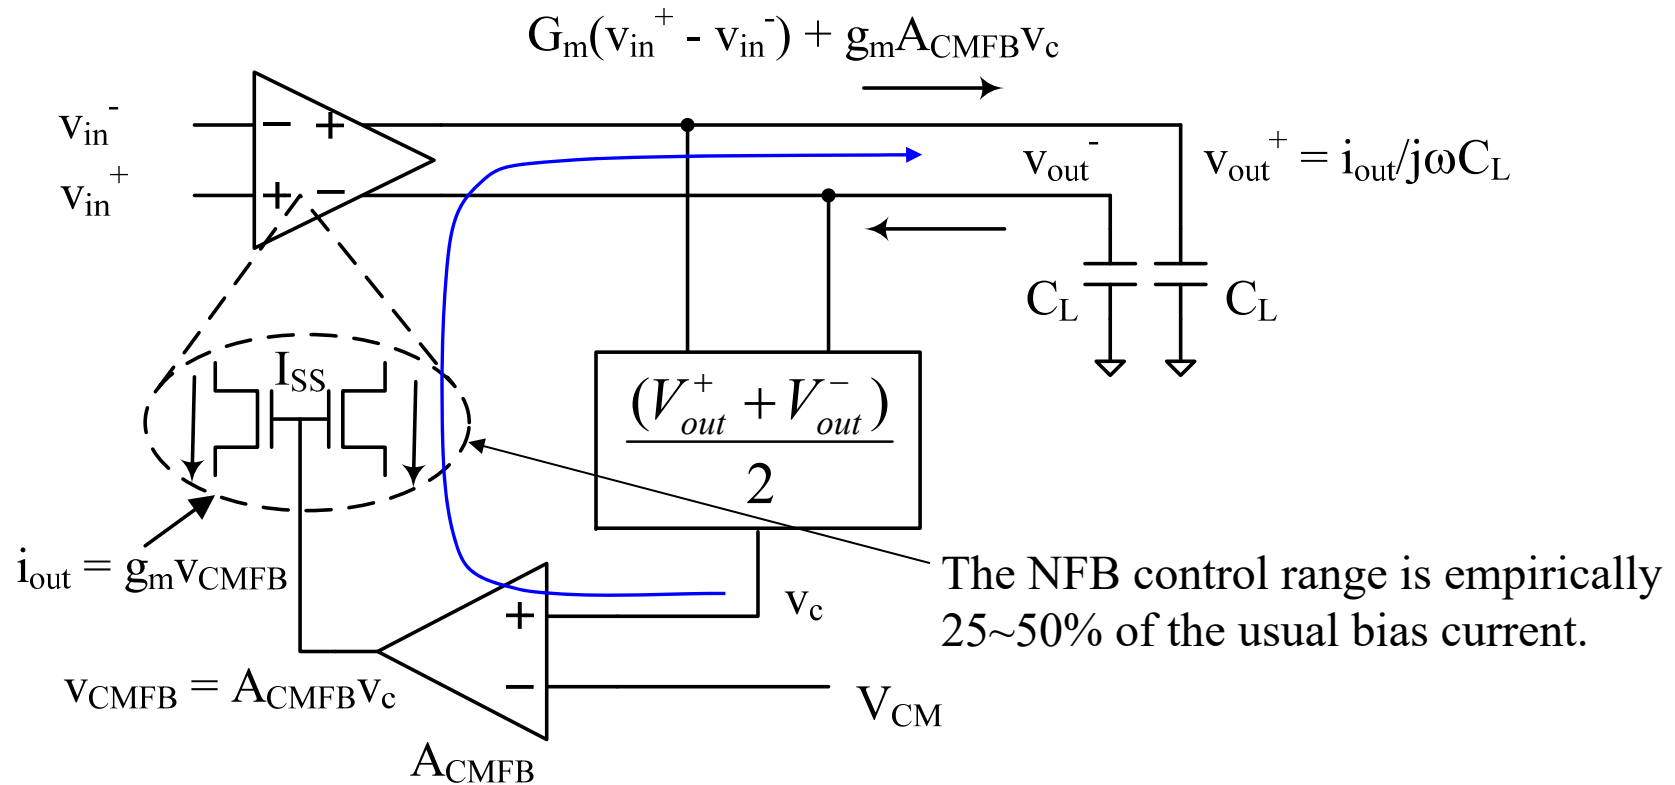 Gm(vin+ - vin-) + gmACMFBvc
vin-
vin+
− +
+ −
vout-
vout+ = iout/jωCL
CL
CL
ISS
(V+out + V−out)
2
iout = gmvCMFB
The NFB control range is empirically
25~50% of the usual bias current.
+
vc
−
vCMFB = ACMFBvc
VCM
ACMFB